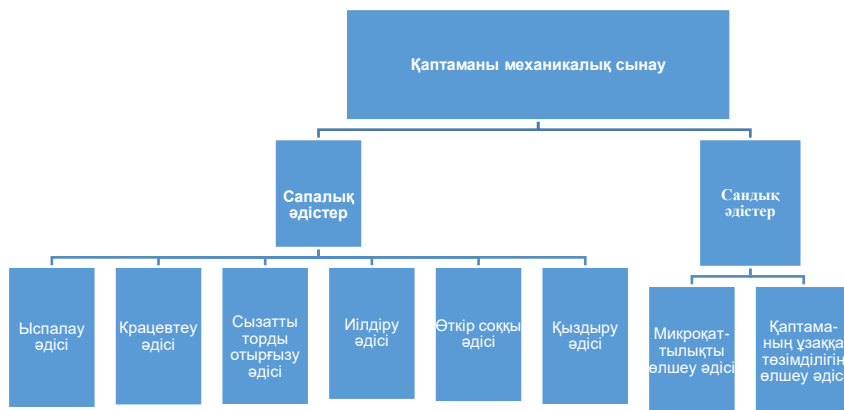 Қаптаманы механикалық сынау
Сапалық
әдістер
Сандық
әдістер
Ыспалау
әдісі
Крацевтеу
әдісі
Сызатты
торды
отырғызу
әдісі
Иілдіру
әдісі
Өткір соққы
әдісі
Қыздыру
әдісі
Микроқат-
тылықты
өлшеу әдісі
Қаптама-
ның ұзаққа
төзімділігін
өлшеу әдісі